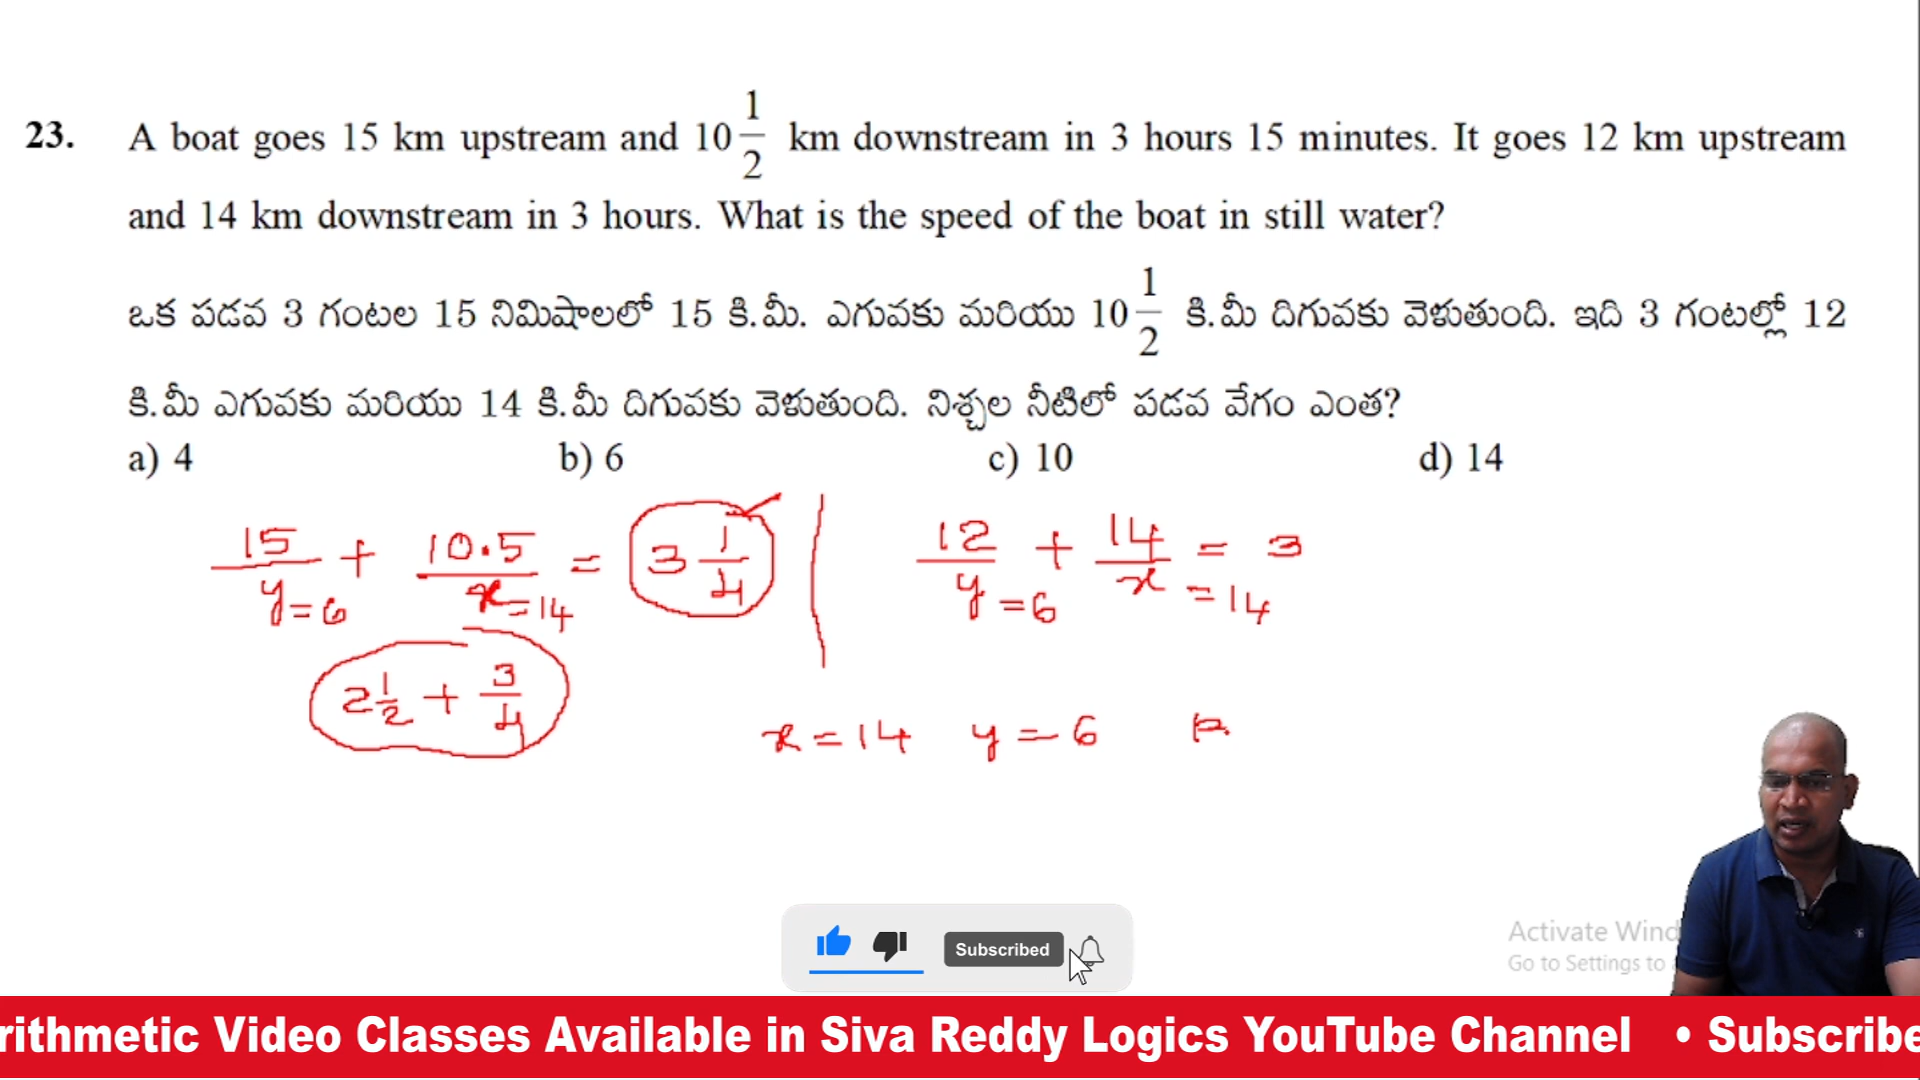 23. A boat goes 15 km upstream and 10 1/2 km downstream in 3 hours 15 minutes. It goes 12 km upstream
and 14 km downstream in 3 hours. What is the speed of the boat in still water?
ఒక పడవ 3 గంటల 15 నిమిషాలలో 15 కి.మీ. ఎగువకు మరియు 10 1/2 కి.మీ దిగువకు వెళుతుంది. ఇది 3 గంటల్లో 12
కి.మీ ఎగువకు మరియు 14 కి.మీ దిగువకు వెళుతుంది. నిశ్చల నీటిలో పడవ వేగం ఎంత?
a) 4 b) 6 c) 10 d) 14
15/y=6 + 10.5/x=14 = 3 1/4
12/y=6 + 14/x=14 = 3
2 1/2 + 3/4
x=14 y=6
Subscribed
Activate Wind
Go to Settings to
rithmetic Video Classes Available in Siva Reddy Logics YouTube Channel • Subscribe